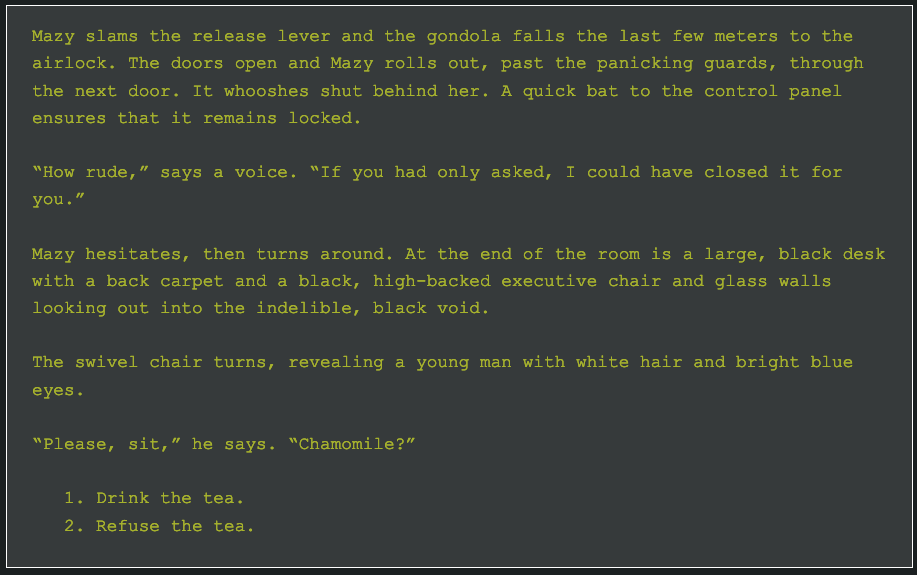 Mazy slams the release lever and the gondola falls the last few meters to the
airlock. The doors open and Mazy rolls out, past the panicking guards, through
the next door. It whooshes shut behind her. A quick bat to the control panel
ensures that it remains locked.
“How rude,” says a voice. “If you had only asked, I could have closed it for
you.”
Mazy hesitates, then turns around. At the end of the room is a large, black desk
with a back carpet and a black, high-backed executive chair and glass walls
looking out into the indelible, black void.
The swivel chair turns, revealing a young man with white hair and bright blue
eyes.
“Please, sit,” he says. “Chamomile?”
1. Drink the tea.
2. Refuse the tea.